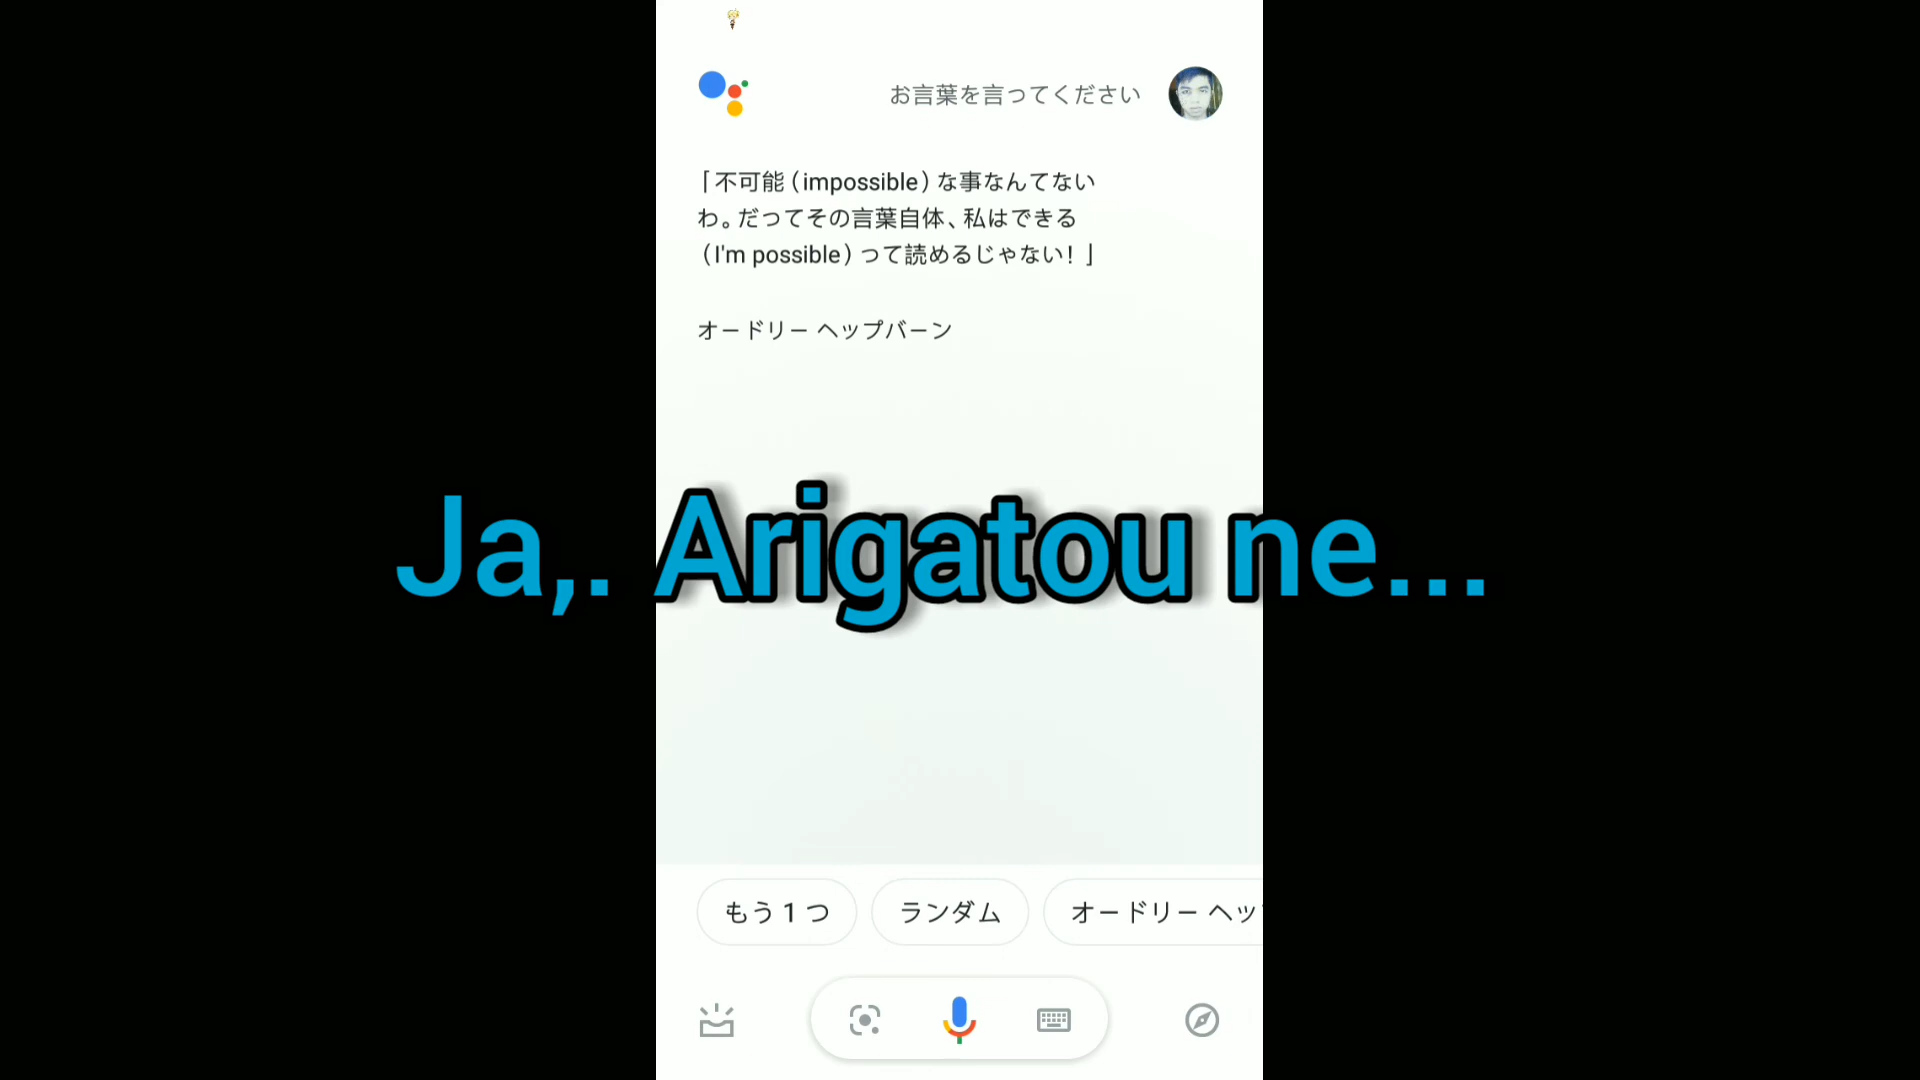 お言葉を言ってください
「不可能（impossible）な事なんてない
わ。だってその言葉自体、私はできる
（I'm possible）って読めるじゃない！」
オードリー ヘップバーン
Ja,. Arigatou ne...
もう 1 つ
ランダム
オードリー ヘッ